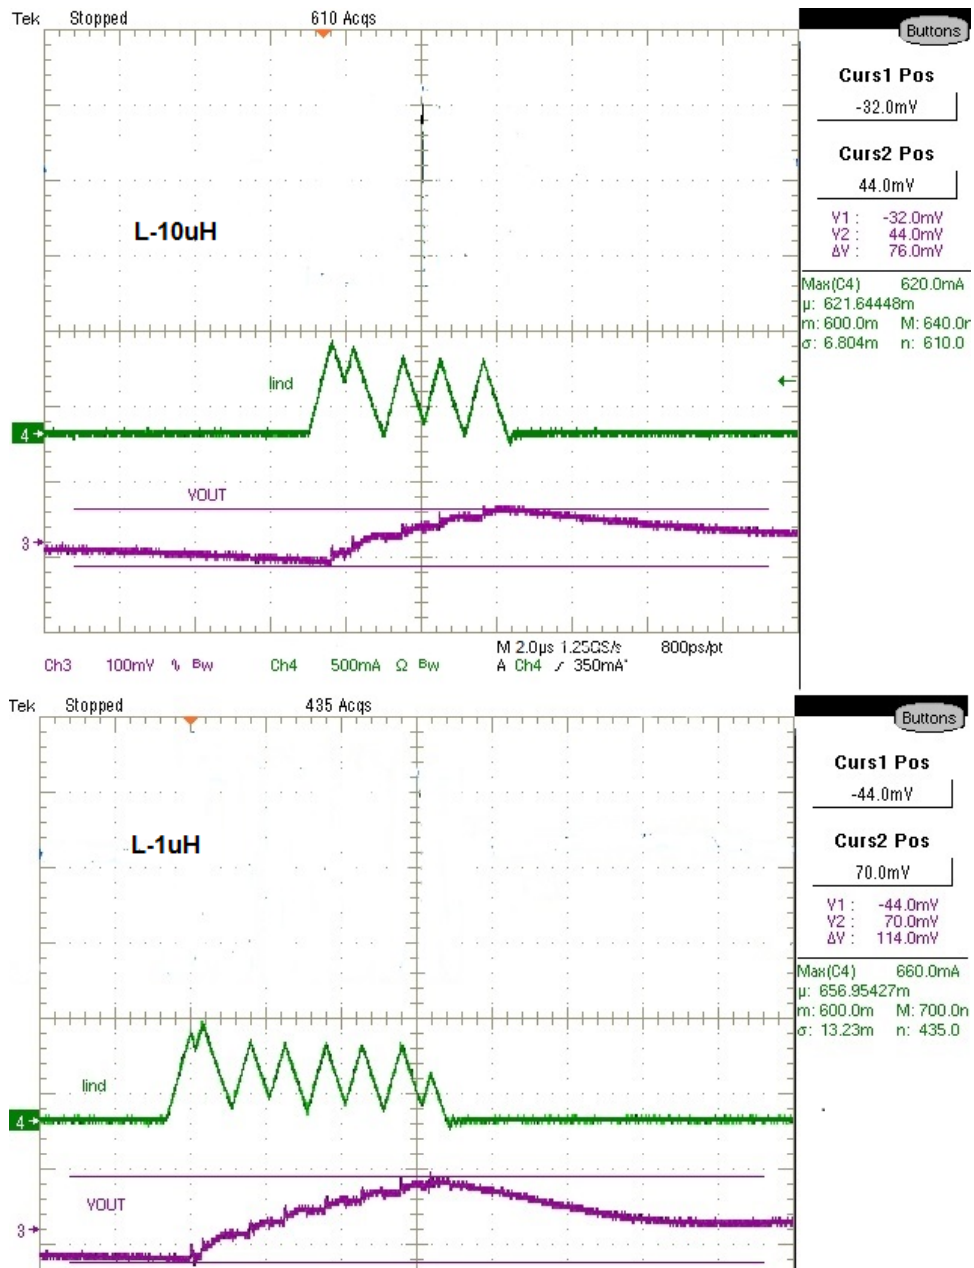 Tek Stopped 610 Acqs
Buttons
Curs1 Pos
-32.0mV
Curs2 Pos
44.0mV
V1 : -32.0mV
V2 : 44.0mV
ΔV : 76.0mV
Max(C4) 620.0mA
μ: 621.64448m
m: 600.0m M: 640.0m
σ: 6.804m n: 610.0
L-10uH
Iind
4
VOUT
3
M 2.0μs 1.25GS/s 800ps/pt
Ch3 100mV Bw Ch4 500mA Ω Bw A Ch4 350mA
Tek Stopped 435 Acqs
Buttons
Curs1 Pos
-44.0mV
Curs2 Pos
70.0mV
V1 : -44.0mV
V2 : 70.0mV
ΔV : 114.0mV
Max(C4) 660.0mA
μ: 656.95427m
m: 600.0m M: 700.0m
σ: 13.23m n: 435.0
L-1uH
Iind
4
VOUT
3